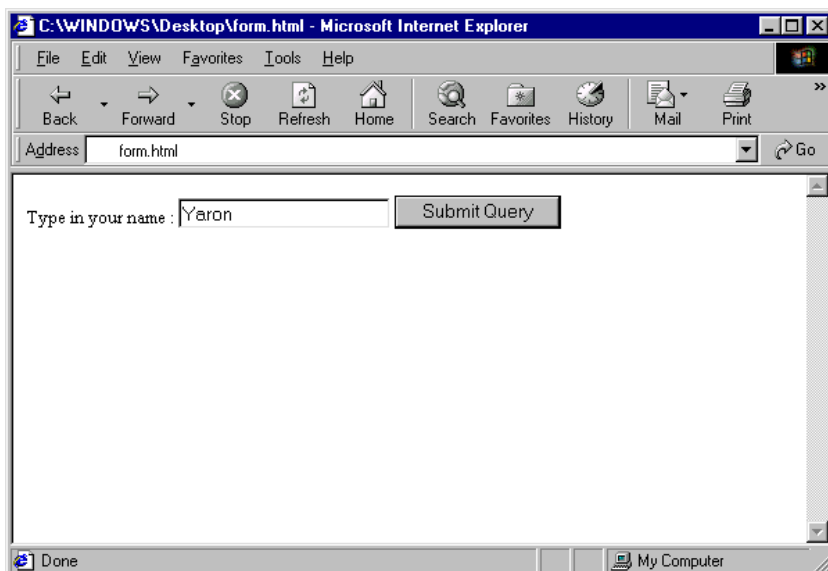 C:\WINDOWS\Desktop\form.html - Microsoft Internet Explorer
File Edit View Favorites Tools Help
Back Forward Stop Refresh Home Search Favorites History Mail Print »
Address form.html Go
Type in your name : Yaron Submit Query
Done My Computer